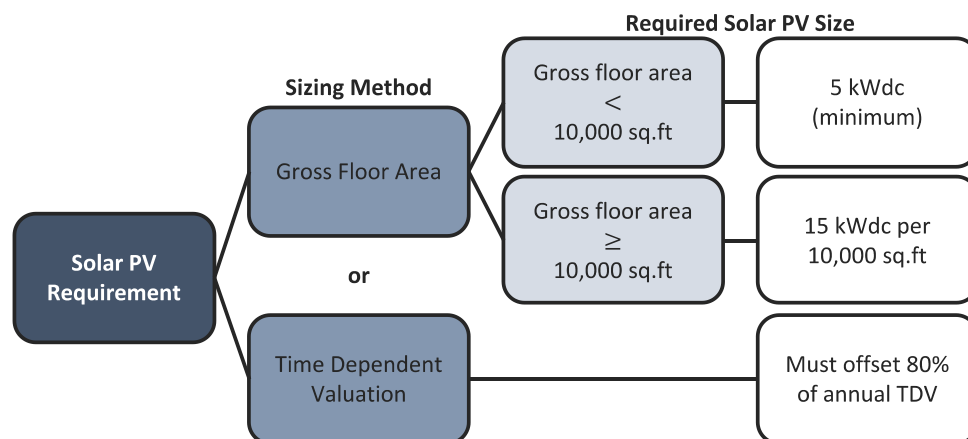 Required Solar PV Size
Sizing Method
Solar PV
Requirement
Gross Floor Area
or
Time Dependent
Valuation
Gross floor area
<
10,000 sq.ft
5 kWdc
(minimum)
Gross floor area
≥
10,000 sq.ft
15 kWdc per
10,000 sq.ft
Must offset 80%
of annual TDV